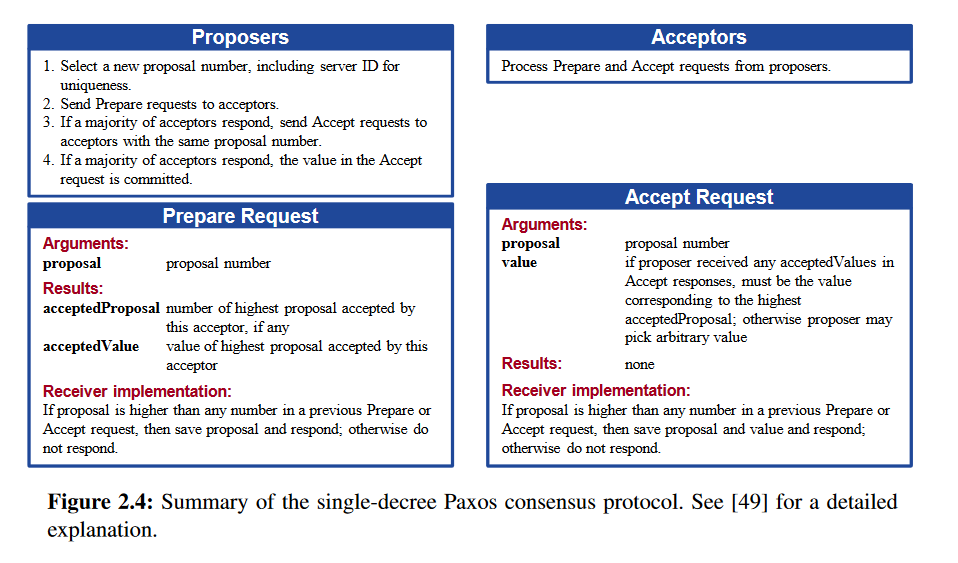 Proposers
1. Select a new proposal number, including server ID for
uniqueness.
2. Send Prepare requests to acceptors.
3. If a majority of acceptors respond, send Accept requests to
acceptors with the same proposal number.
4. If a majority of acceptors respond, the value in the Accept
request is committed.
Acceptors
Process Prepare and Accept requests from proposers.
Prepare Request
Arguments:
proposal proposal number
Results:
acceptedProposal number of highest proposal accepted by
this acceptor, if any
acceptedValue value of highest proposal accepted by this
acceptor
Receiver implementation:
If proposal is higher than any number in a previous Prepare or
Accept request, then save proposal and respond; otherwise do
not respond.
Accept Request
Arguments:
proposal proposal number
value if proposer received any acceptedValues in
Accept responses, must be the value
corresponding to the highest
acceptedProposal; otherwise proposer may
pick arbitrary value
Results: none
Receiver implementation:
If proposal is higher than any number in a previous Prepare or
Accept request, then save proposal and value and respond;
otherwise do not respond.
Figure 2.4: Summary of the single-decree Paxos consensus protocol. See [49] for a detailed
explanation.